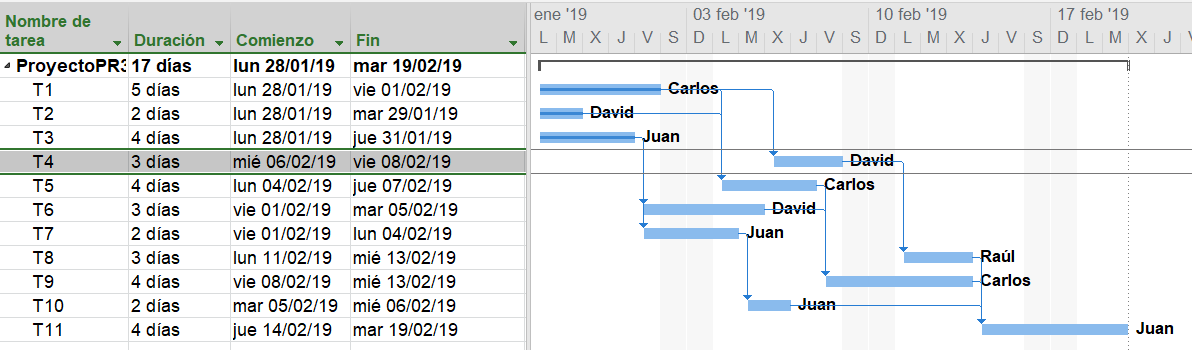 Nombre de tarea Duración Comienzo Fin
ene '19 03 feb '19 10 feb '19 17 feb '19
L M X J V S D L M X J V S D L M X J V S D L M X J
ProyectoPR3 17 días lun 28/01/19 mar 19/02/19
T1 5 días lun 28/01/19 vie 01/02/19 Carlos
T2 2 días lun 28/01/19 mar 29/01/19 David
T3 4 días lun 28/01/19 jue 31/01/19 Juan
T4 3 días mié 06/02/19 vie 08/02/19 David
T5 4 días lun 04/02/19 jue 07/02/19 Carlos
T6 3 días vie 01/02/19 mar 05/02/19 David
T7 2 días vie 01/02/19 lun 04/02/19 Juan
T8 3 días lun 11/02/19 mié 13/02/19 Raúl
T9 4 días vie 08/02/19 mié 13/02/19 Carlos
T10 2 días mar 05/02/19 mié 06/02/19 Juan
T11 4 días jue 14/02/19 mar 19/02/19 Juan